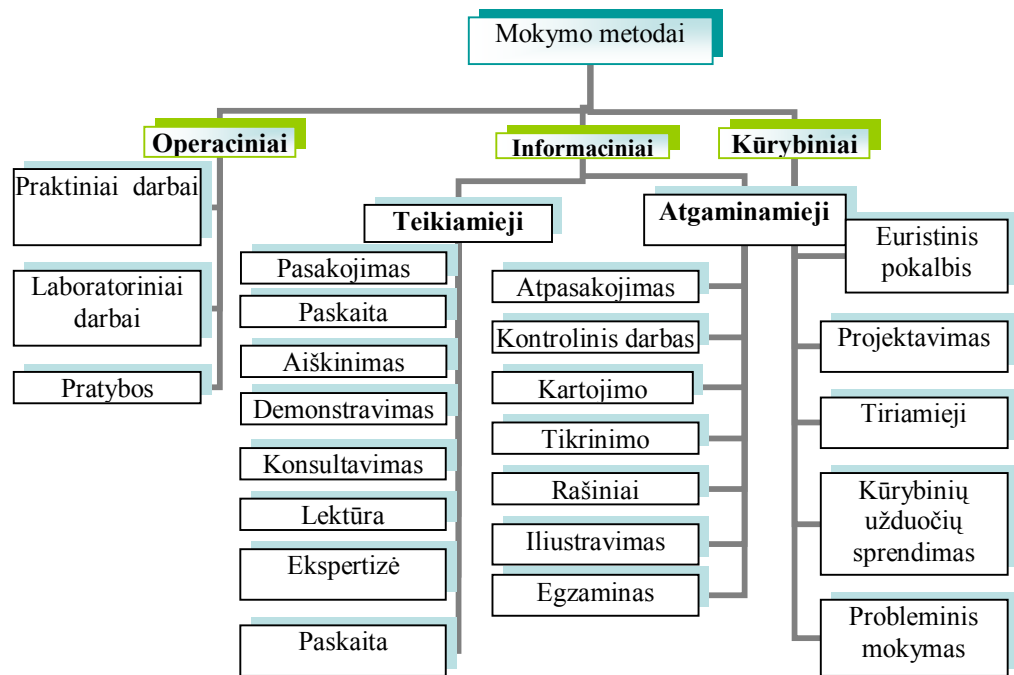 Mokymo metodai
Operaciniai
Praktiniai darbai
Laboratoriniai
darbai
Pratybos
Informaciniai
Teikiamieji
Pasakojimas
Paskaita
Aiškinimas
Demonstravimas
Konsultavimas
Lektūra
Ekspertizė
Paskaita
Atgaminamieji
Atpasakojimas
Kontrolinis darbas
Kartojimo
Tikrinimo
Rašiniai
Iliustravimas
Egzaminas
Kūrybiniai
Euristinis
pokalbis
Projektavimas
Tiriamieji
Kūrybinių
užduočių
sprendimas
Probleminis
mokymas